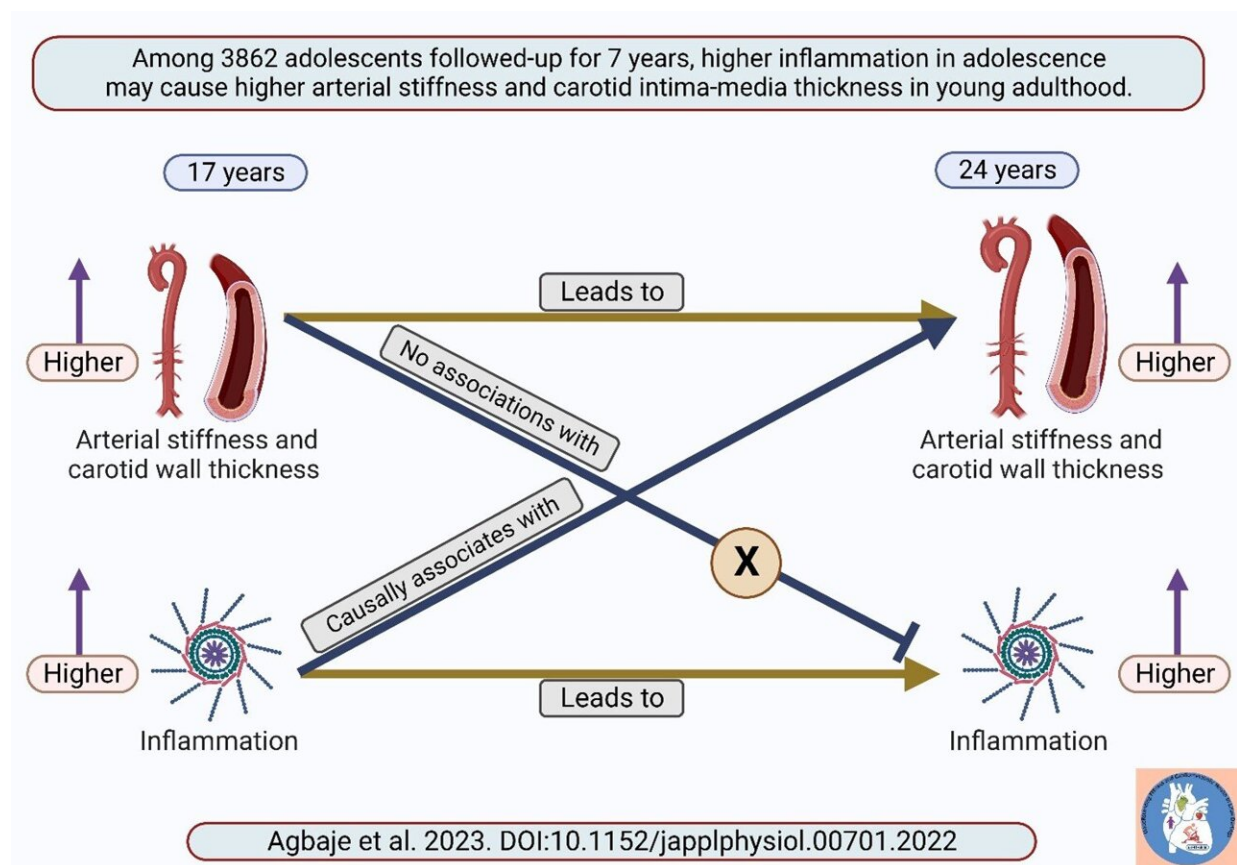 Among 3862 adolescents followed-up for 7 years, higher inflammation in adolescence
may cause higher arterial stiffness and carotid intima-media thickness in young adulthood.
17 years
24 years
Leads to
No associations with
Higher
Higher
Arterial stiffness and
carotid wall thickness
Arterial stiffness and
carotid wall thickness
Causally associates with
X
Higher
Higher
Leads to
Inflammation
Inflammation
Agbaje et al. 2023. DOI:10.1152/japplphysiol.00701.2022